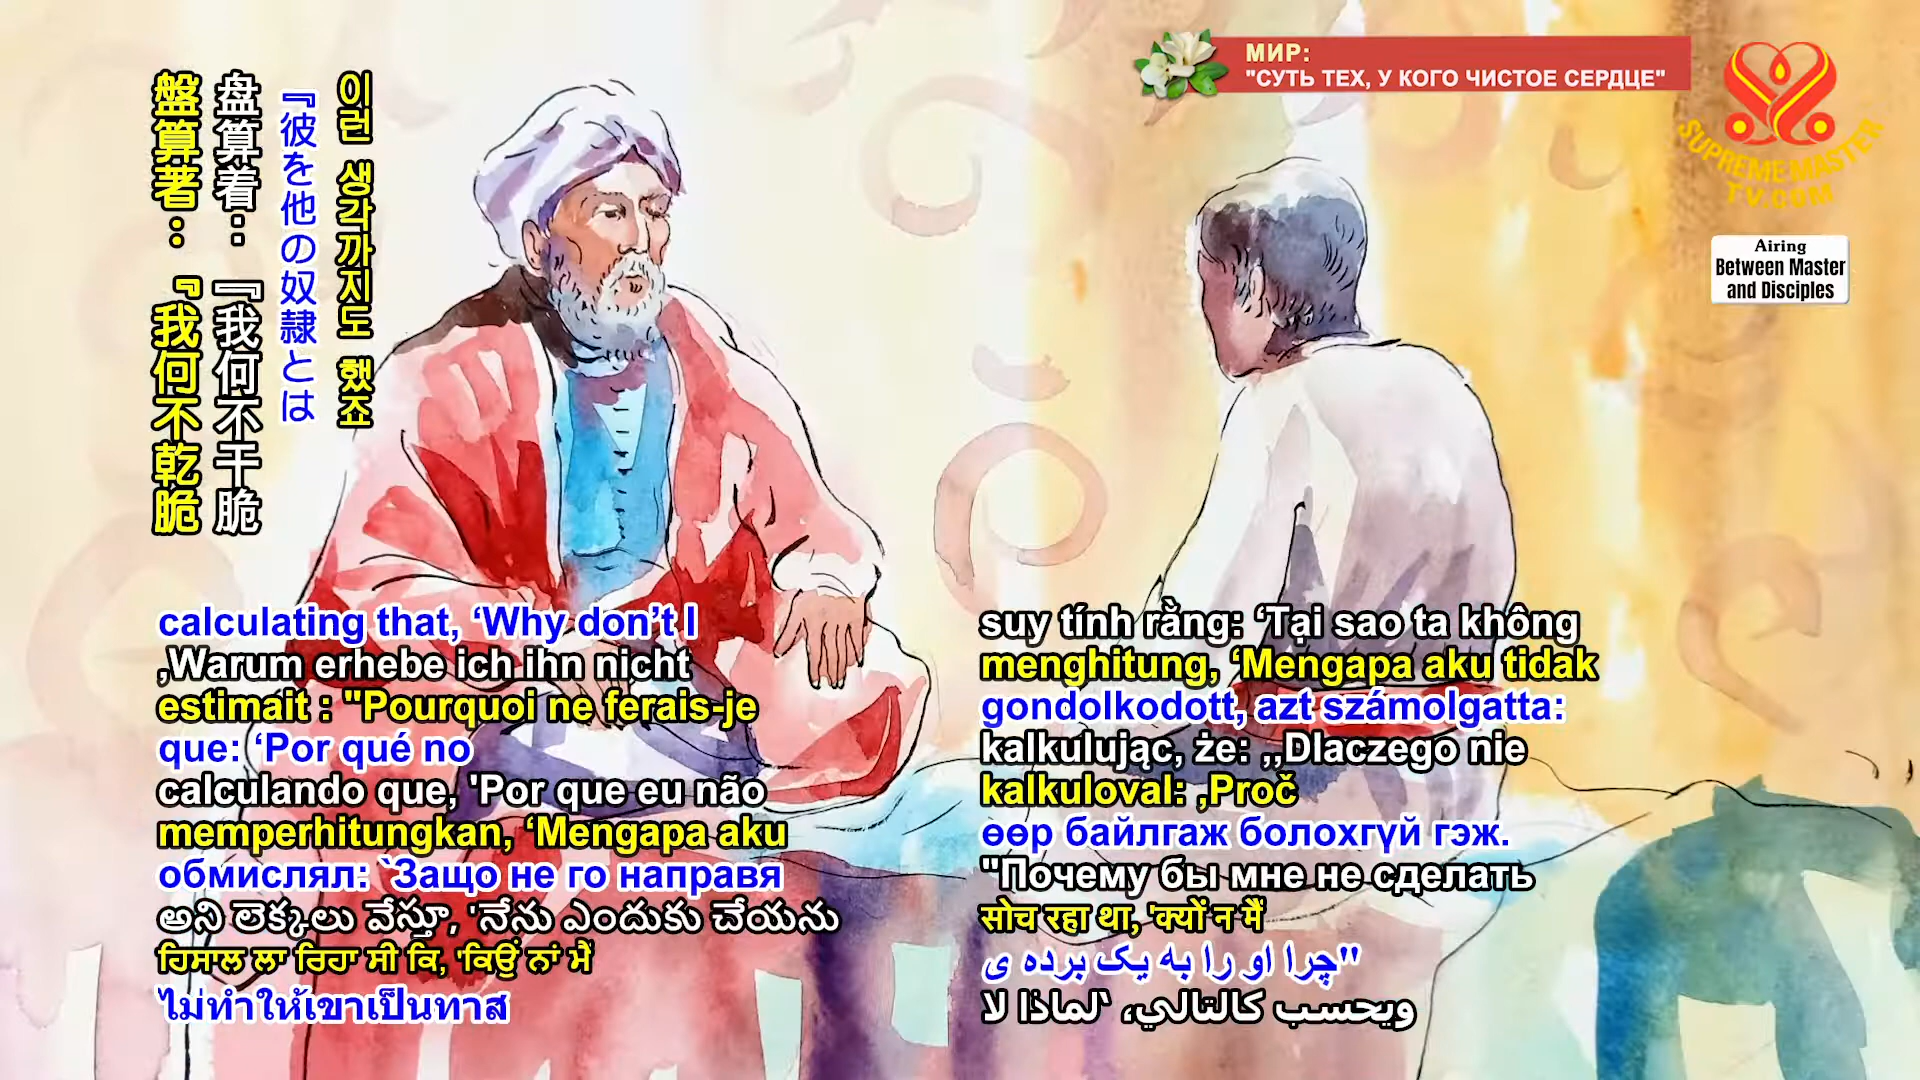 이런 생각까지도 했죠
『彼を他の奴隷とは
盘算着：『我何不干脆
盤算著：『我何不乾脆
МИР:
"СУТЬ ТЕХ, У КОГО ЧИСТОЕ СЕРДЦЕ"
SUPREME MASTER
TV.COM
Airing
Between Master
and Disciples
calculating that, ‘Why don’t I
‚Warum erhebe ich ihn nicht
estimait : "Pourquoi ne ferais-je
que: ‘Por qué no
calculando que, 'Por que eu não
memperhitungkan, ‘Mengapa aku
обмислял: `Защо не го направя
అని లెక్కలు వేస్తూ, 'నేను ఎందుకు చేయను
ਹਿਸਾਲ ਲਾ ਰਿਹਾ ਸੀ ਕਿ, 'ਕਿਉਂ ਨਾਂ ਮੈਂ
ไม่ทำให้เขาเป็นทาส
suy tính rằng: ‘Tại sao ta không
menghitung, ‘Mengapa aku tidak
gondolkodott, azt számolgatta:
kalkulując, że: ,,Dlaczego nie
kalkuloval: ‚Proč
өөр байлгаж болохгүй гэж.
"Почему бы мне не сделать
सोच रहा था, 'क्यों न मैं
"چرا او را به یک برده ی
ويحسب كالتالي، ‘لماذا لا